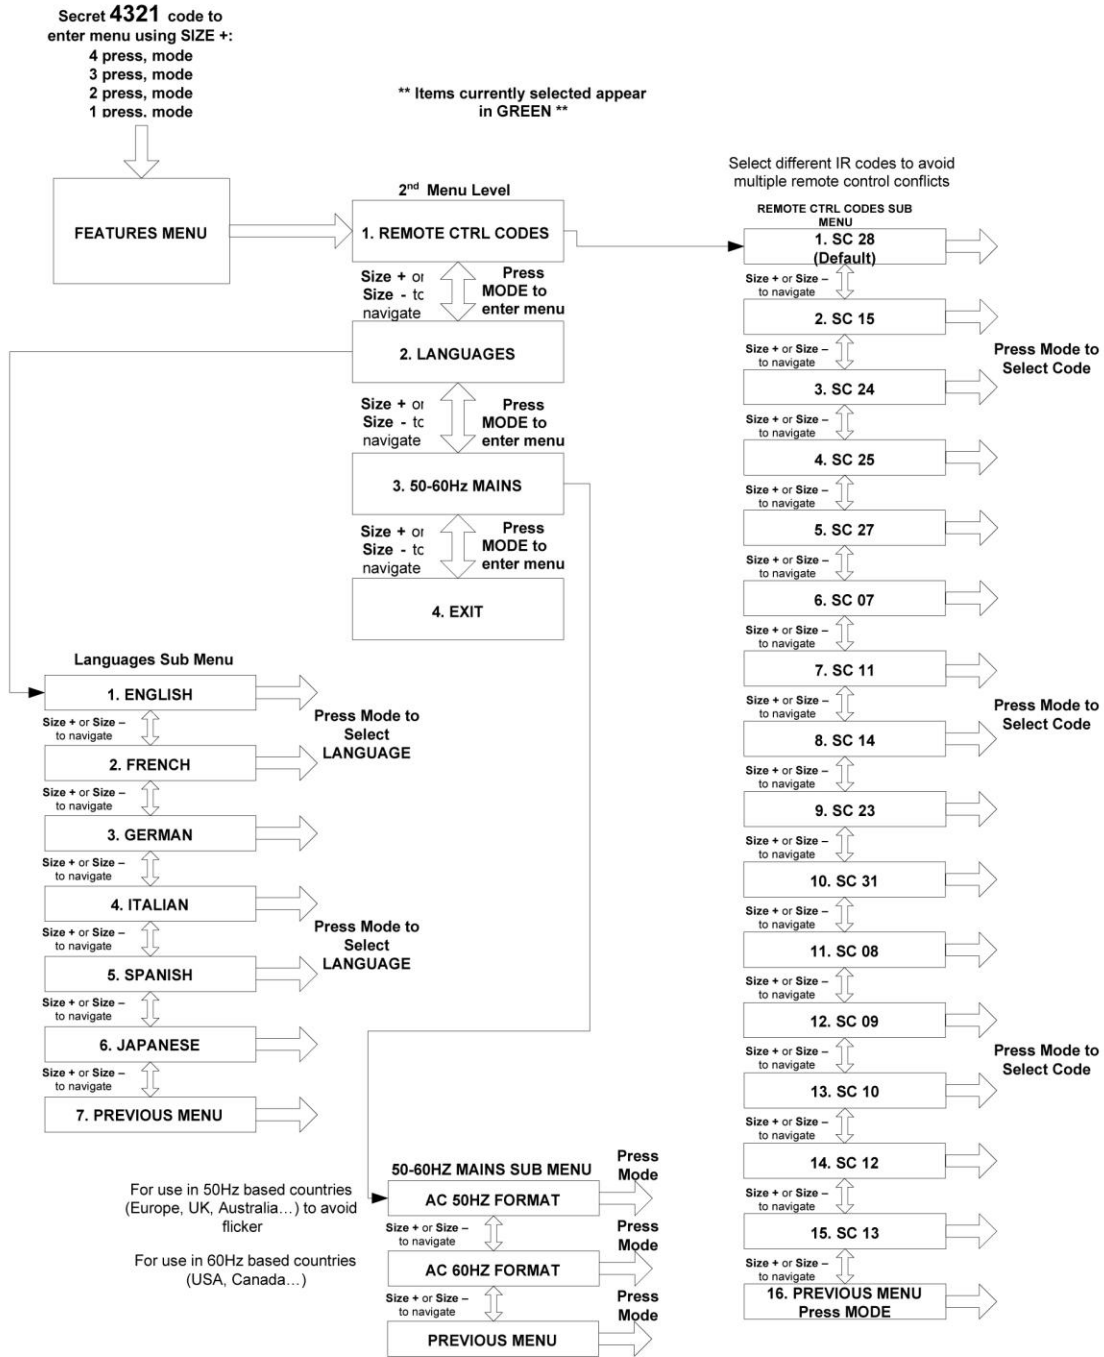 Secret 4321 code to
enter menu using SIZE +:
4 press, mode
3 press, mode
2 press, mode
1 press, mode
** Items currently selected appear
in GREEN **
FEATURES MENU
2nd Menu Level
1. REMOTE CTRL CODES
Size + or
Size - to
navigate
Press
MODE to
enter menu
2. LANGUAGES
Size + or
Size - to
navigate
Press
MODE to
enter menu
3. 50-60Hz MAINS
Size + or
Size - to
navigate
Press
MODE to
enter menu
4. EXIT
Select different IR codes to avoid
multiple remote control conflicts
REMOTE CTRL CODES SUB
MENU
1. SC 28
(Default)
Size + or Size –
to navigate
2. SC 15
Size + or Size –
to navigate
Press Mode to
Select Code
3. SC 24
Size + or Size –
to navigate
4. SC 25
Size + or Size –
to navigate
5. SC 27
Size + or Size –
to navigate
6. SC 07
Size + or Size –
to navigate
7. SC 11
Size + or Size –
to navigate
Press Mode to
Select Code
8. SC 14
Size + or Size –
to navigate
9. SC 23
Size + or Size –
to navigate
10. SC 31
Size + or Size –
to navigate
11. SC 08
Size + or Size –
to navigate
12. SC 09
Size + or Size –
to navigate
Press Mode to
Select Code
13. SC 10
Size + or Size –
to navigate
14. SC 12
Size + or Size –
to navigate
15. SC 13
Size + or Size –
to navigate
16. PREVIOUS MENU
Press MODE
Languages Sub Menu
1. ENGLISH
Size + or Size –
to navigate
Press Mode to
Select
LANGUAGE
2. FRENCH
Size + or Size –
to navigate
3. GERMAN
Size + or Size –
to navigate
4. ITALIAN
Size + or Size –
to navigate
Press Mode to
Select
LANGUAGE
5. SPANISH
Size + or Size –
to navigate
6. JAPANESE
Size + or Size –
to navigate
7. PREVIOUS MENU
For use in 50Hz based countries
(Europe, UK, Australia…) to avoid
flicker
For use in 60Hz based countries
(USA, Canada…)
50-60HZ MAINS SUB MENU
Press
Mode
AC 50HZ FORMAT
Size + or Size –
to navigate
Press
Mode
AC 60HZ FORMAT
Size + or Size –
to navigate
Press
Mode
PREVIOUS MENU